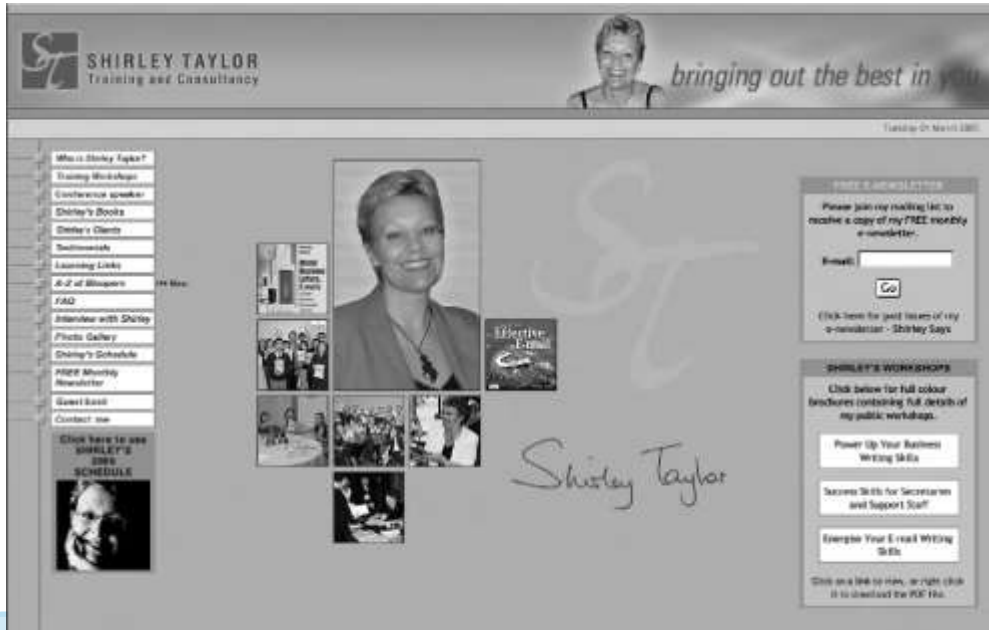 SHIRLEY TAYLOR
Training and Consultancy
bringing out the best in you
Tuesday 01 March 2005
Who is Shirley Taylor?
Training Workshops
Conference speaker
Shirley's Books
Shirley's Clients
Testimonials
Learning Links
A-Z of Bloopers
FAQ
Interview with Shirley
Photo Gallery
Shirley's Schedule
FREE Monthly
Newsletter
Guest book
Contact me
Click here to see
SHIRLEY'S
2005
SCHEDULE
Effective
E-mail
ST
Shirley Taylor
FREE E-NEWSLETTER
Please join my mailing list to
receive a copy of my FREE monthly
e-newsletter.
E-mail:
Go
Click here for past issues of my
e-newsletter - Shirley Says
SHIRLEY'S WORKSHOPS
Click below for full colour
brochures containing full details of
my public workshops.
Power Up Your Business
Writing Skills
Success Skills for Secretaries
and Support Staff
Energise Your E-mail Writing
Skills
Click on a link to view, or right click
it to download the PDF file.